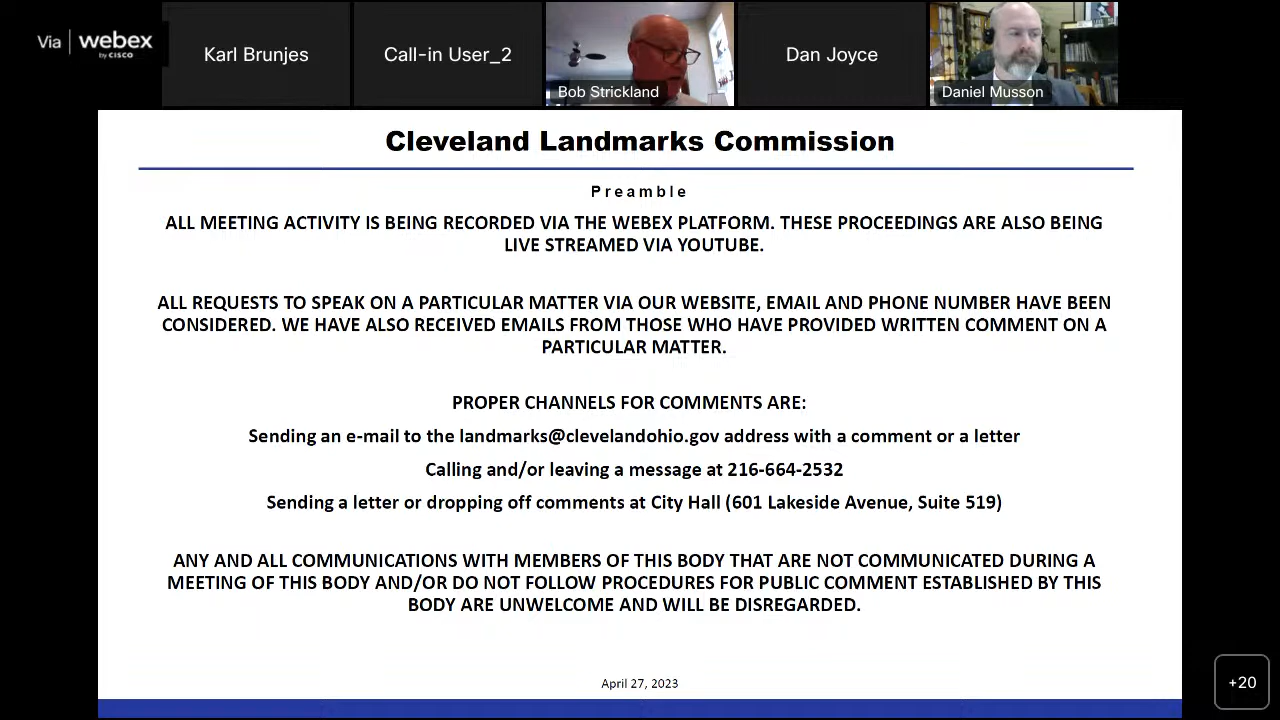 Via | webex
by CISCO
Karl Brunjes
Call-in User_2
Bob Strickland
Dan Joyce
Daniel Musson
Cleveland Landmarks Commission
Preamble
ALL MEETING ACTIVITY IS BEING RECORDED VIA THE WEBEX PLATFORM. THESE PROCEEDINGS ARE ALSO BEING
LIVE STREAMED VIA YOUTUBE.
ALL REQUESTS TO SPEAK ON A PARTICULAR MATTER VIA OUR WEBSITE, EMAIL AND PHONE NUMBER HAVE BEEN
CONSIDERED. WE HAVE ALSO RECEIVED EMAILS FROM THOSE WHO HAVE PROVIDED WRITTEN COMMENT ON A
PARTICULAR MATTER.
PROPER CHANNELS FOR COMMENTS ARE:
Sending an e-mail to the landmarks@clevelandohio.gov address with a comment or a letter
Calling and/or leaving a message at 216-664-2532
Sending a letter or dropping off comments at City Hall (601 Lakeside Avenue, Suite 519)
ANY AND ALL COMMUNICATIONS WITH MEMBERS OF THIS BODY THAT ARE NOT COMMUNICATED DURING A
MEETING OF THIS BODY AND/OR DO NOT FOLLOW PROCEDURES FOR PUBLIC COMMENT ESTABLISHED BY THIS
BODY ARE UNWELCOME AND WILL BE DISREGARDED.
April 27, 2023
+20